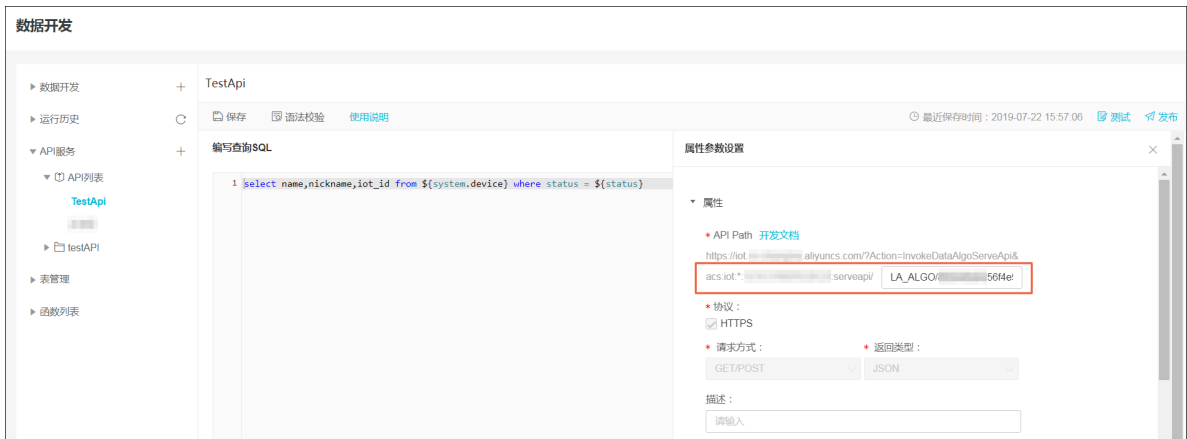 数据开发
数据开发
运行历史
API服务
API列表
TestApi
testAPI
表管理
函数列表
TestApi
保存 语法校验 使用说明 最近保存时间：2019-07-22 15:57:06 测试 发布
编写查询SQL
1 select name,nickname,iot_id from ${system.device} where status = ${status}
属性参数设置
属性
* API Path 开发文档
https://iot. aliyuncs.com/?Action=InvokeDataAlgoServeApi&
acs:iot:*: :serveapi/ LA_ALGO/ 56f4e
* 协议：
HTTPS
* 请求方式： * 返回类型：
GET/POST JSON
描述：
请输入